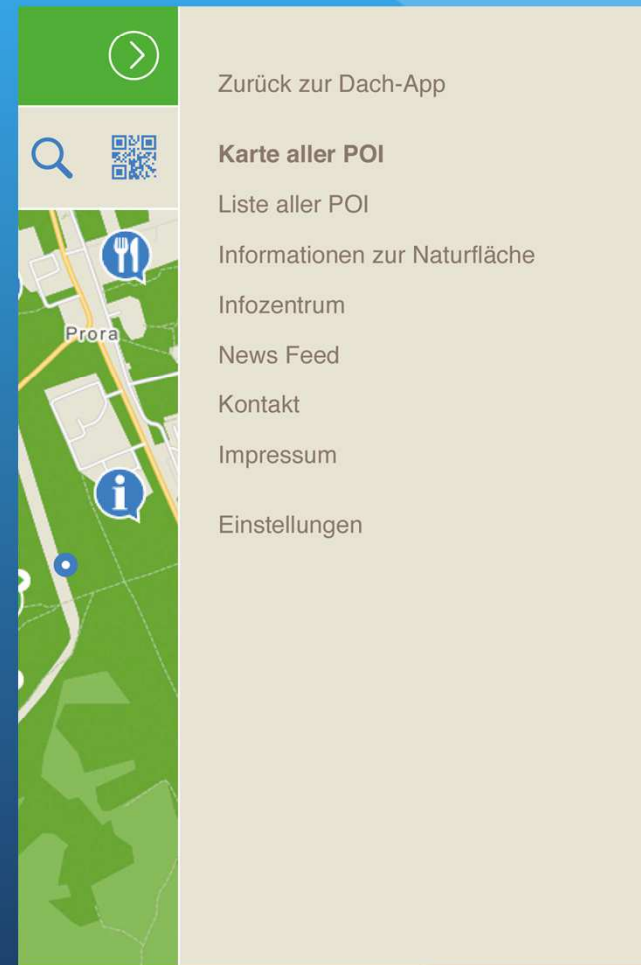 Zurück zur Dach-App
Karte aller POI
Liste aller POI
Informationen zur Naturfläche
Infozentrum
News Feed
Kontakt
Impressum
Einstellungen
Prora